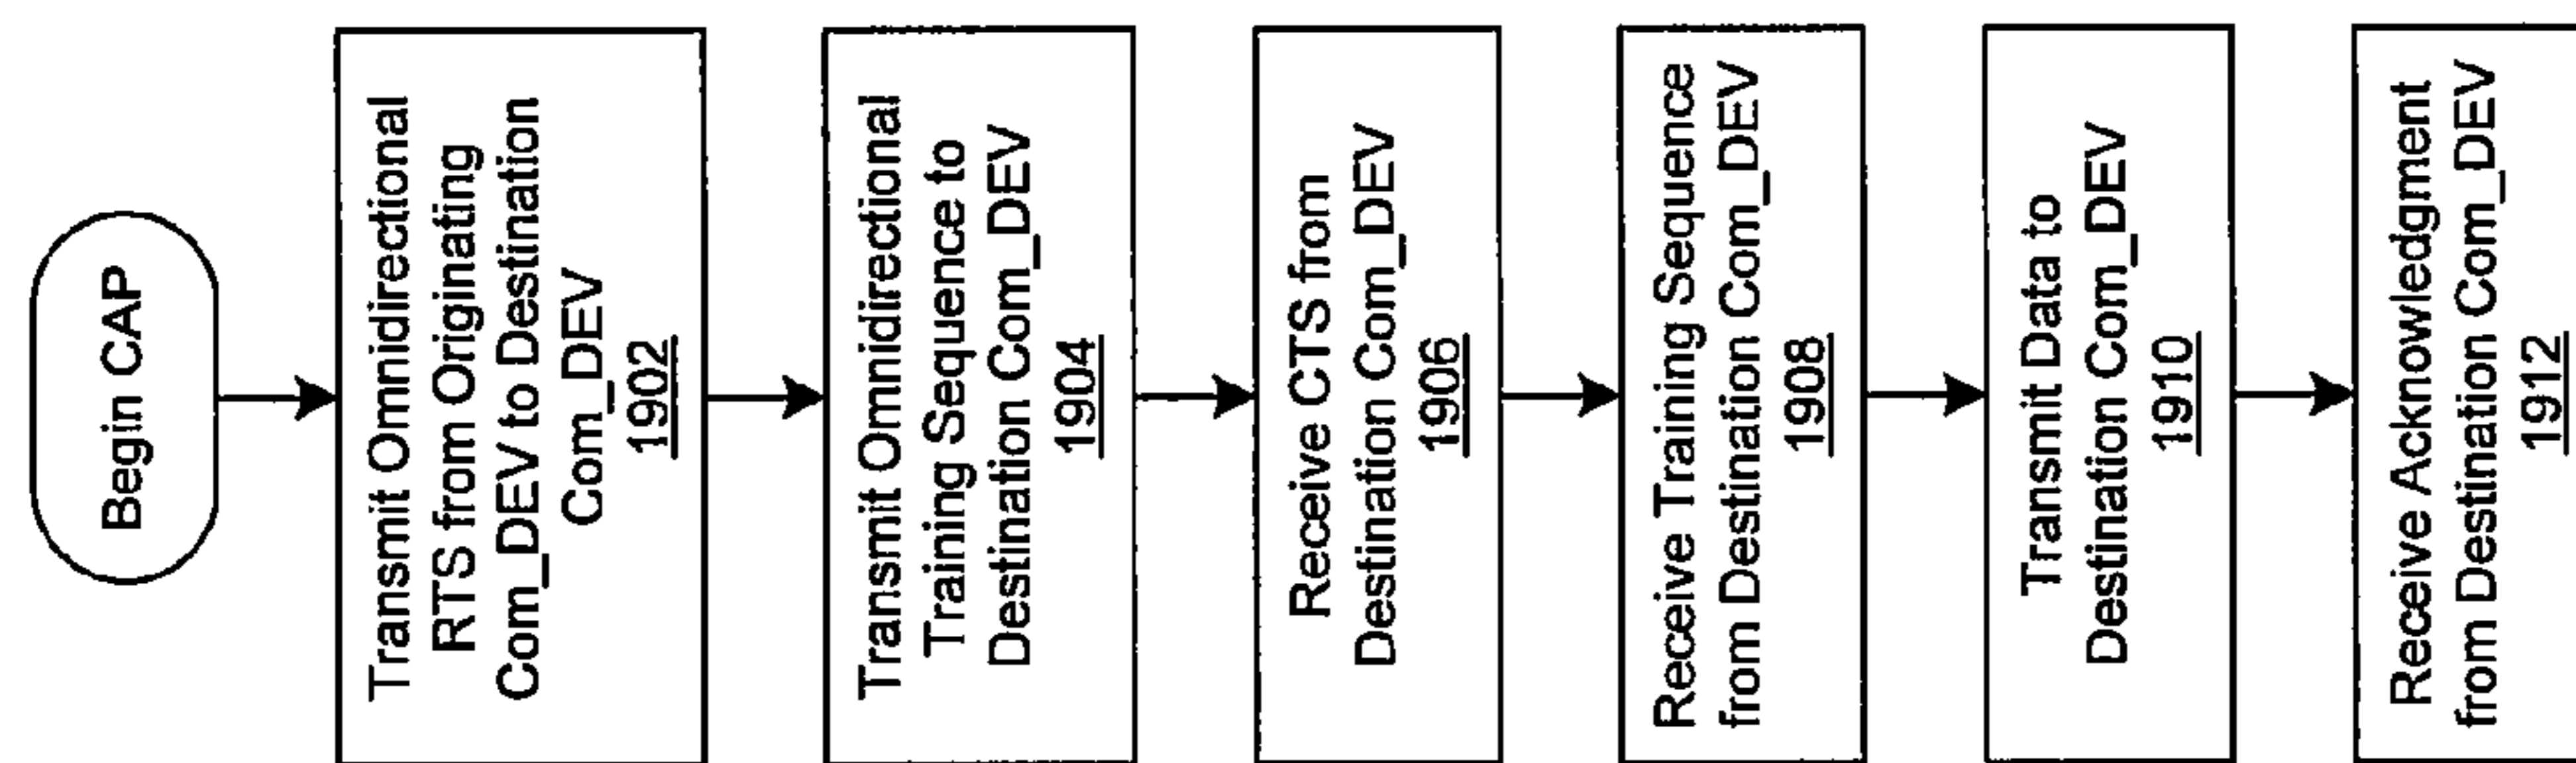 Begin CAP
Transmit Omnidirectional
RTS from Originating
Com_DEV to Destination
Com_DEV
1902
Transmit Omnidirectional
Training Sequence to
Destination Com_DEV
1904
Receive CTS from
Destination Com_DEV
1906
Receive Training Sequence
from Destination Com_DEV
1908
Transmit Data to
Destination Com_DEV
1910
Receive Acknowledgment
from Destination Com_DEV
1912